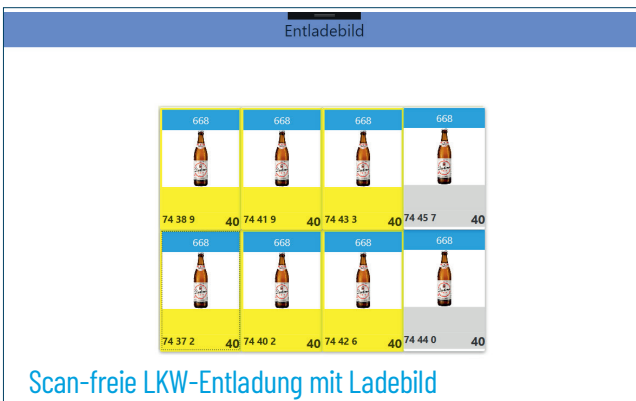 Entladebild
668 668 668 668
74 38 9 40 74 41 9 40 74 43 3 40 74 45 7 40
668 668 668 668
74 37 2 40 74 40 2 40 74 42 6 40 74 44 0 40
Scan-freie LKW-Entladung mit Ladebild